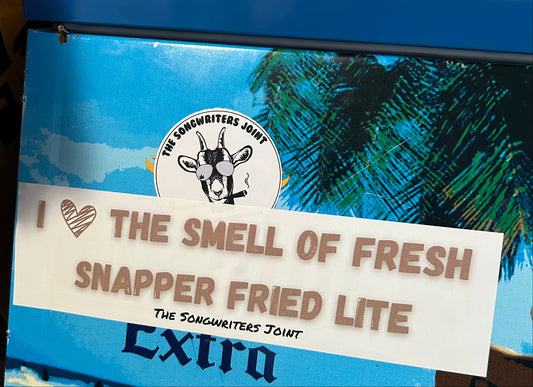 THE SONGWRITERS JOINT
I ♡ THE SMELL OF FRESH
SNAPPER FRIED LITE
THE SONGWRITERS JOINT
Extra